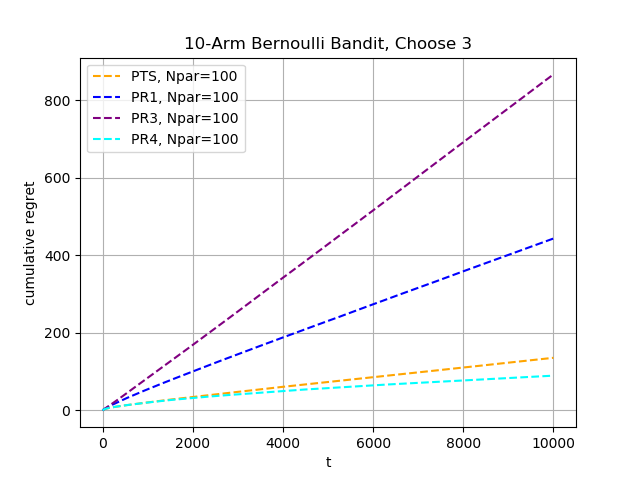 10-Arm Bernoulli Bandit, Choose 3
PTS, Npar=100
PR1, Npar=100
PR3, Npar=100
PR4, Npar=100
800
600
400
200
0
cumulative regret
0 2000 4000 6000 8000 10000
t